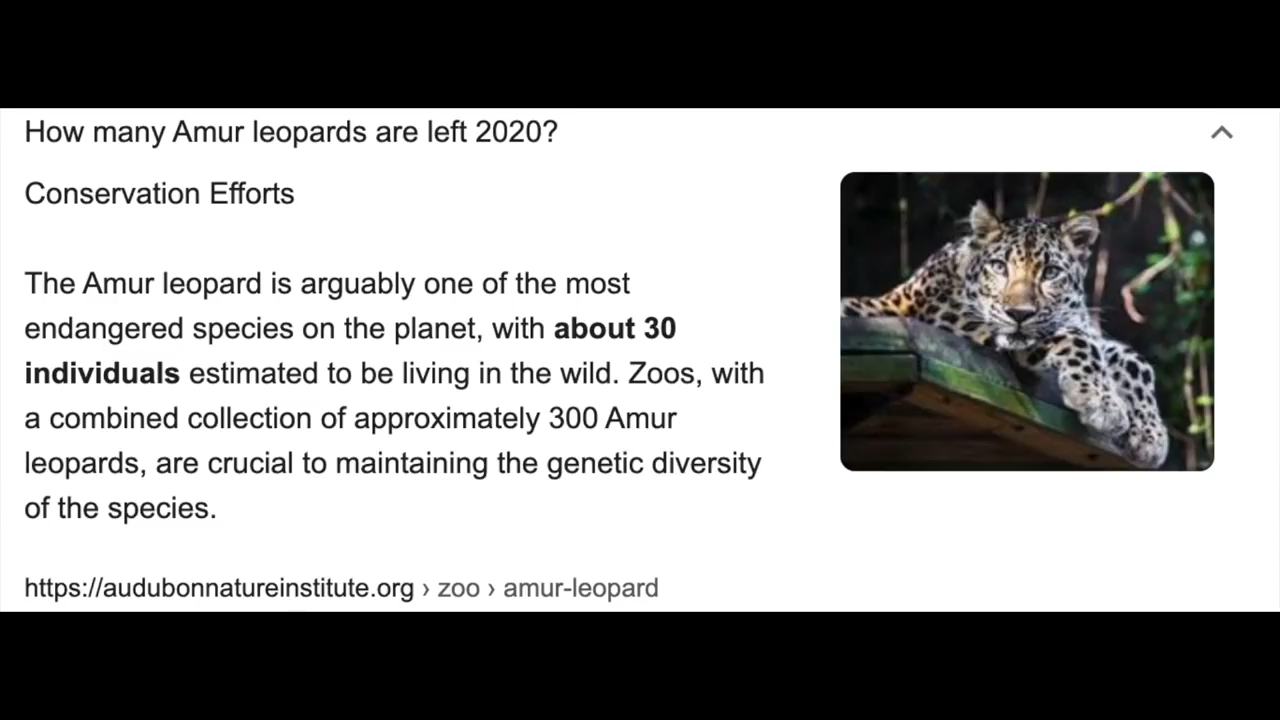 How many Amur leopards are left 2020?
Conservation Efforts
The Amur leopard is arguably one of the most
endangered species on the planet, with about 30
individuals estimated to be living in the wild. Zoos, with
a combined collection of approximately 300 Amur
leopards, are crucial to maintaining the genetic diversity
of the species.
https://audubonnatureinstitute.org › zoo › amur-leopard